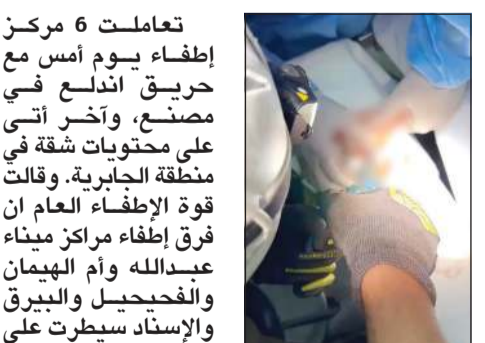 تعاملت 6 مركز
إطفاء يوم أمس مع
حريق اندلع في
مصنع، وآخر أتى
على محتويات شقة في
منطقة الجابرية. وقالت
قوة الإطفاء العام ان
فرق إطفاء مراكز ميناء
عبدالله وأم الهيمان
والفحيحيل والبيرق
والإسناد سيطرت على